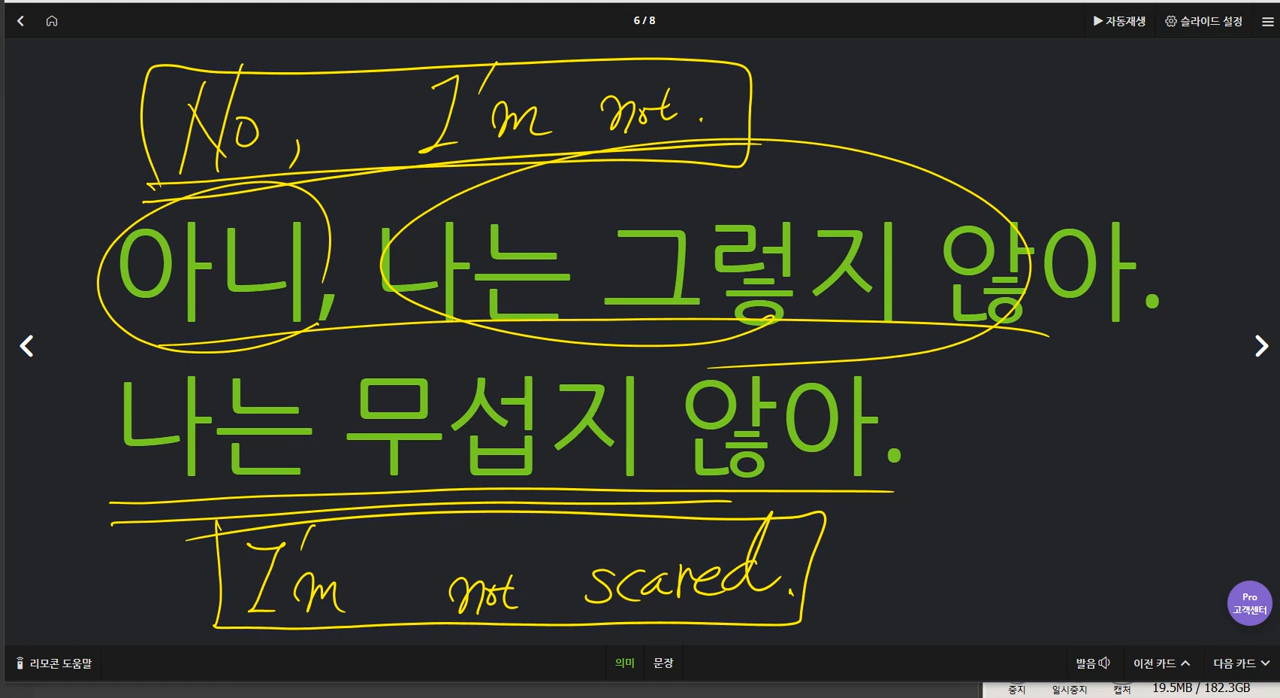 6 / 8
▶ 자동재생
슬라이드 설정
No, I'm not.
아니, 나는 그렇지 않아.
나는 무섭지 않아.
I'm not scared.
Pro
고객센터
리모콘 도움말
의미
문장
발음
이전 카드
다음 카드
중지
일시중지
캡처
19.5MB / 182.3GB